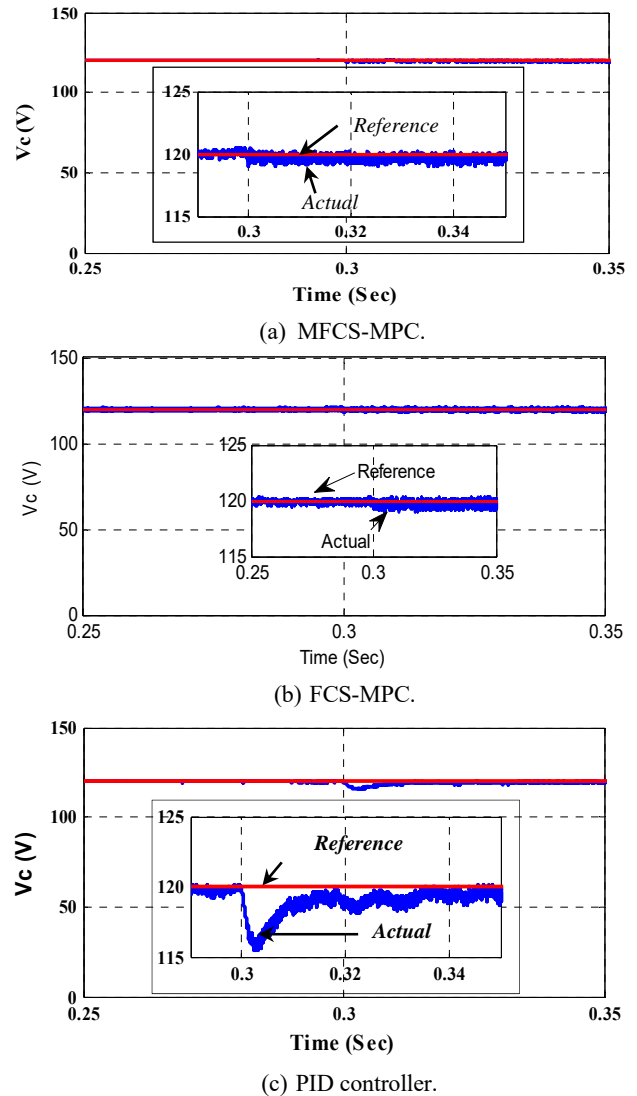 150
100
50
0
Vc (V)
125
120
115
Reference
Actual
0.3 0.32 0.34
0.25 0.3 0.35
Time (Sec)
(a) MFCS-MPC.
150
100
50
0
Vc (V)
125
120
115
Reference
Actual
0.25 0.3 0.35
0.25 0.3 0.35
Time (Sec)
(b) FCS-MPC.
150
100
50
0
Vc (V)
125
120
115
Reference
Actual
0.3 0.32 0.34
0.25 0.3 0.35
Time (Sec)
(c) PID controller.